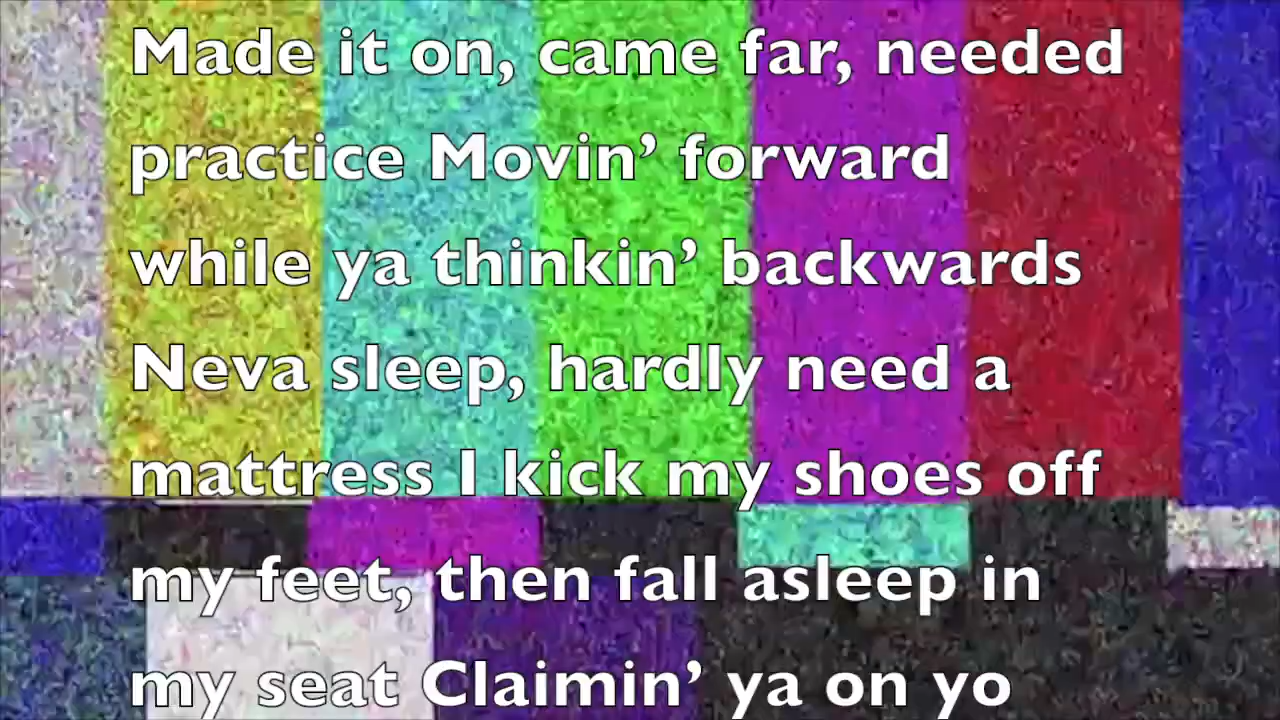 Made it on, came far, needed
practice Movin’ forward
while ya thinkin’ backwards
Neva sleep, hardly need a
mattress I kick my shoes off
my feet, then fall asleep in
my seat Claimin’ ya on yo